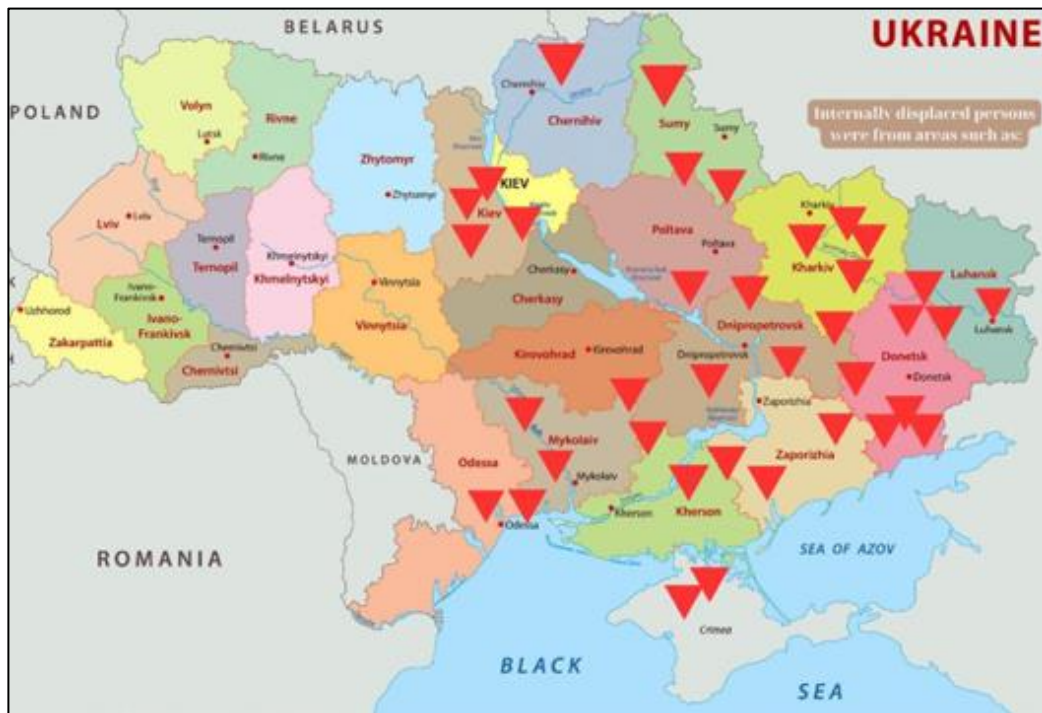 BELARUS
UKRAINE
POLAND
Volyn
Lutsk
Rivne
Rivne
Chernihiv
Chernihiv
Sumy
Sumy
Internally displaced persons
were from areas such as:
Zhytomyr
Zhytomyr
KIEV
Kiev
Lviv
Lviv
Ternopil
Ternopil
Khmelnytskyi
Khmelnytskyi
Poltava
Poltava
Kharkiv
Kharkiv
Luhansk
Luhansk
Cherkasy
Cherkasy
Vinnytsia
Vinnytsia
Ivano-
Frankivsk
Ivano-
Frankivsk
Uzhhorod
Zakarpattia
Chernivtsi
Chernivtsi
Kirovohrad
Kirovohrad
Dnipropetrovsk
Dnipropetrovsk
Donetsk
Donetsk
Zaporizhia
Zaporizhia
MOLDOVA
Odessa
Odessa
Mykolaiv
Mykolaiv
Kherson
Kherson
ROMANIA
SEA OF AZOV
Crimea
BLACK
SEA